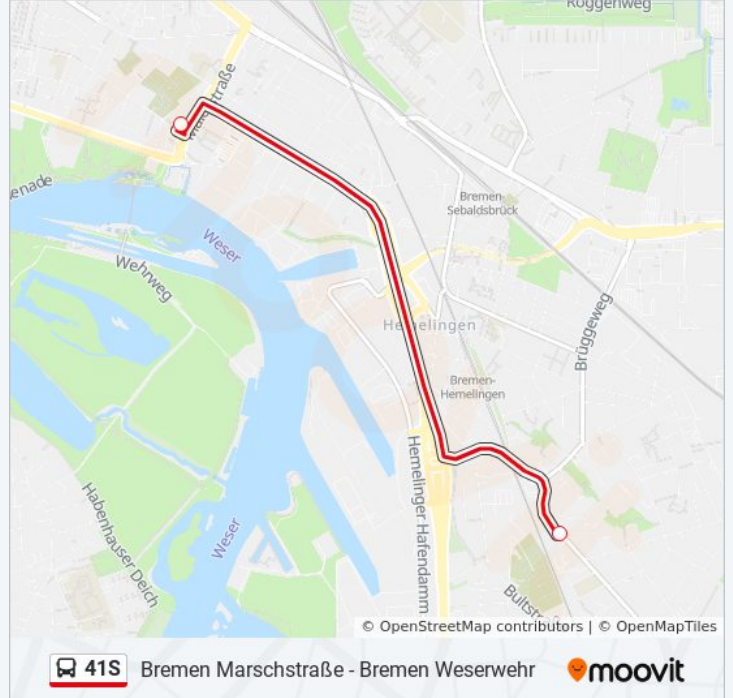 Roggenweg
Malerstraße
enade
Bremen-
Sebaldsbrück
Weser
Wehrweg
Brüggeweg
Hemelingen
Bremen-
Hemelingen
Hemelinger Hafendamm
Habenhauser Deich
Weser
Bultstr
© OpenStreetMap contributors | © OpenMapTiles
41S Bremen Marschstraße - Bremen Weserwehr moovit